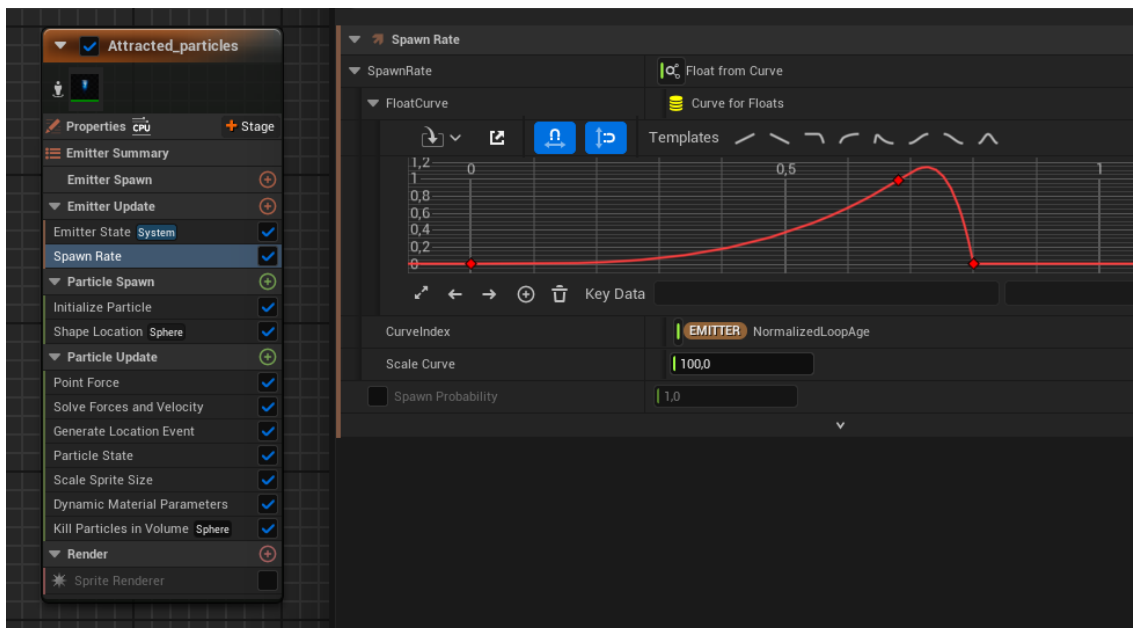 Attracted_particles
Properties CPU + Stage
Emitter Summary
Emitter Spawn
Emitter Update
Emitter State System
Spawn Rate
Particle Spawn
Initialize Particle
Shape Location Sphere
Particle Update
Point Force
Solve Forces and Velocity
Generate Location Event
Particle State
Scale Sprite Size
Dynamic Material Parameters
Kill Particles in Volume Sphere
Render
Sprite Renderer
Spawn Rate
SpawnRate Float from Curve
FloatCurve Curve for Floats
Templates
1,2 0 0,5 1
1
0,8
0,6
0,4
0,2
0
Key Data
CurveIndex EMITTER NormalizedLoopAge
Scale Curve 100,0
Spawn Probability 1,0